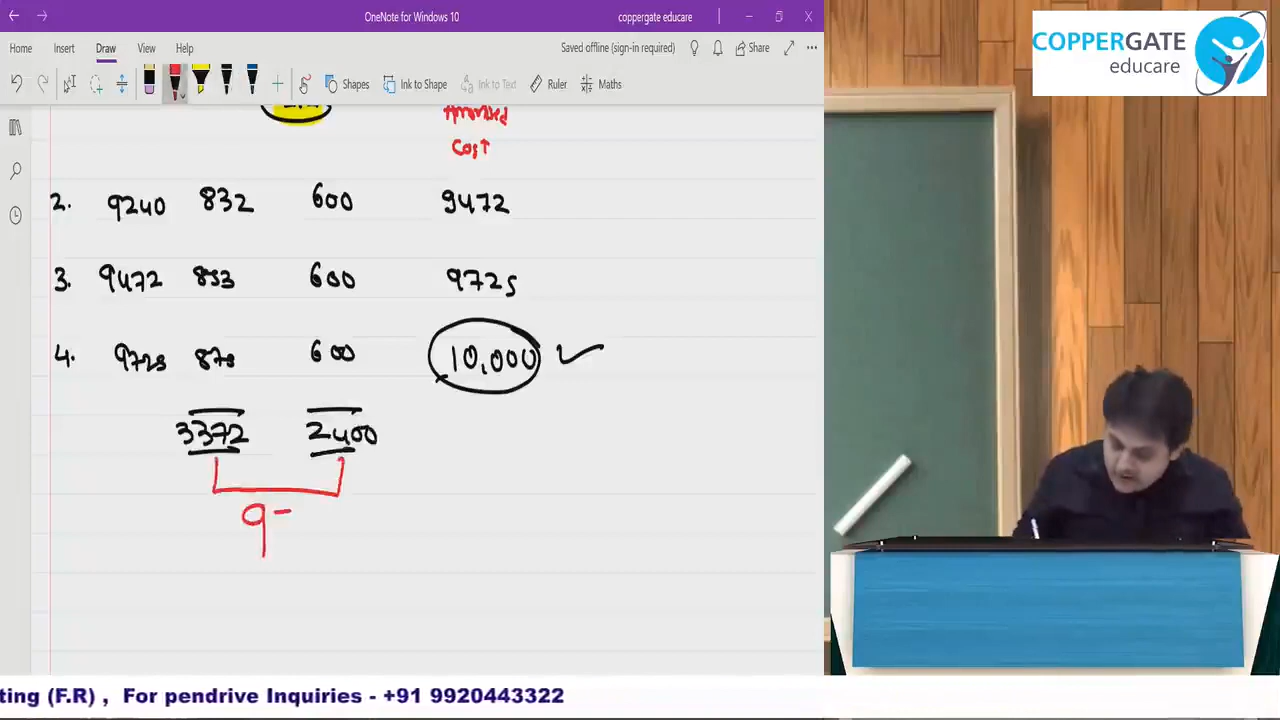 OneNote for Windows 10
coppergate educare
Home Insert Draw View Help
Saved offline (sign-in required)
Share
Shapes
Ink to Shape
Ink to Text
Ruler
Maths
COPPERGATE
educare
Cost
2. 9240 832 600 9472
3. 9472 853 600 9725
4. 9725 875 600 10,000
3372 2400
9-
ting (F.R) , For pendrive Inquiries - +91 9920443322